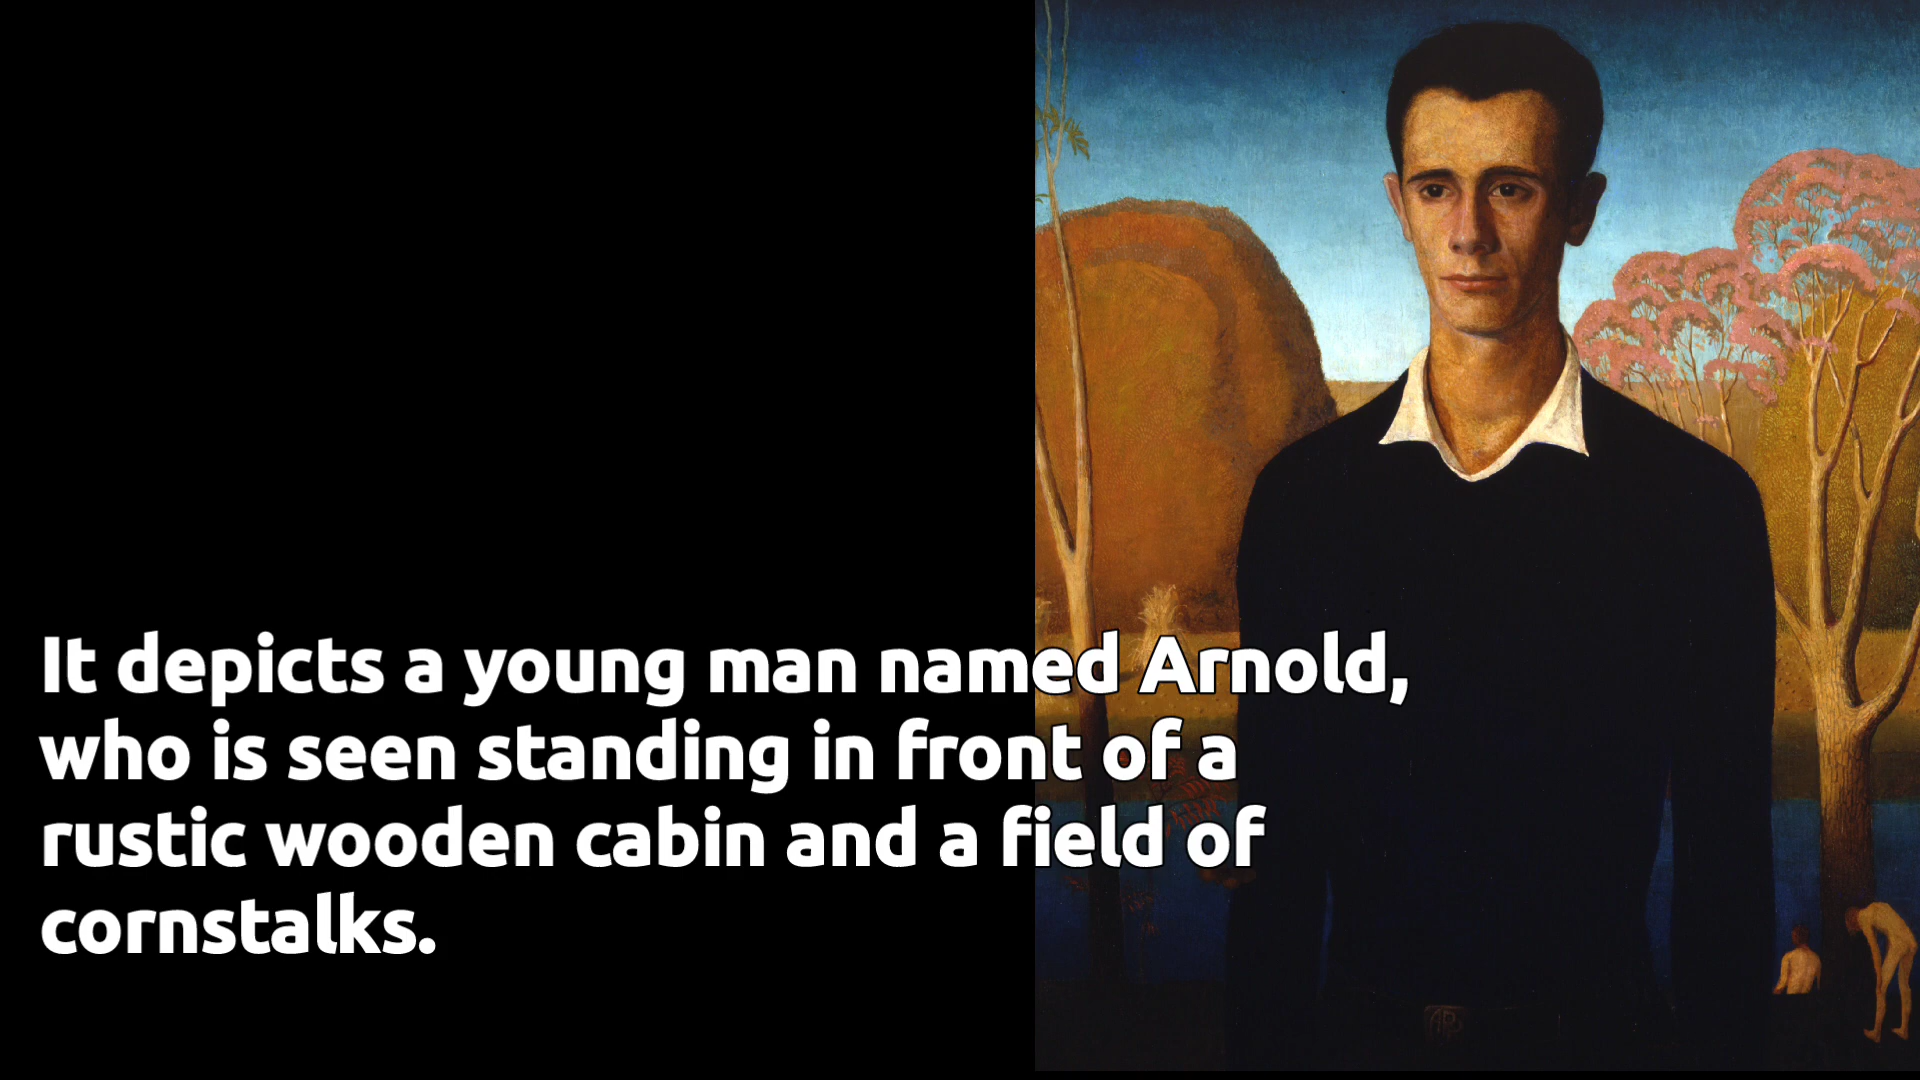 It depicts a young man named Arnold,
who is seen standing in front of a
rustic wooden cabin and a field of
cornstalks.